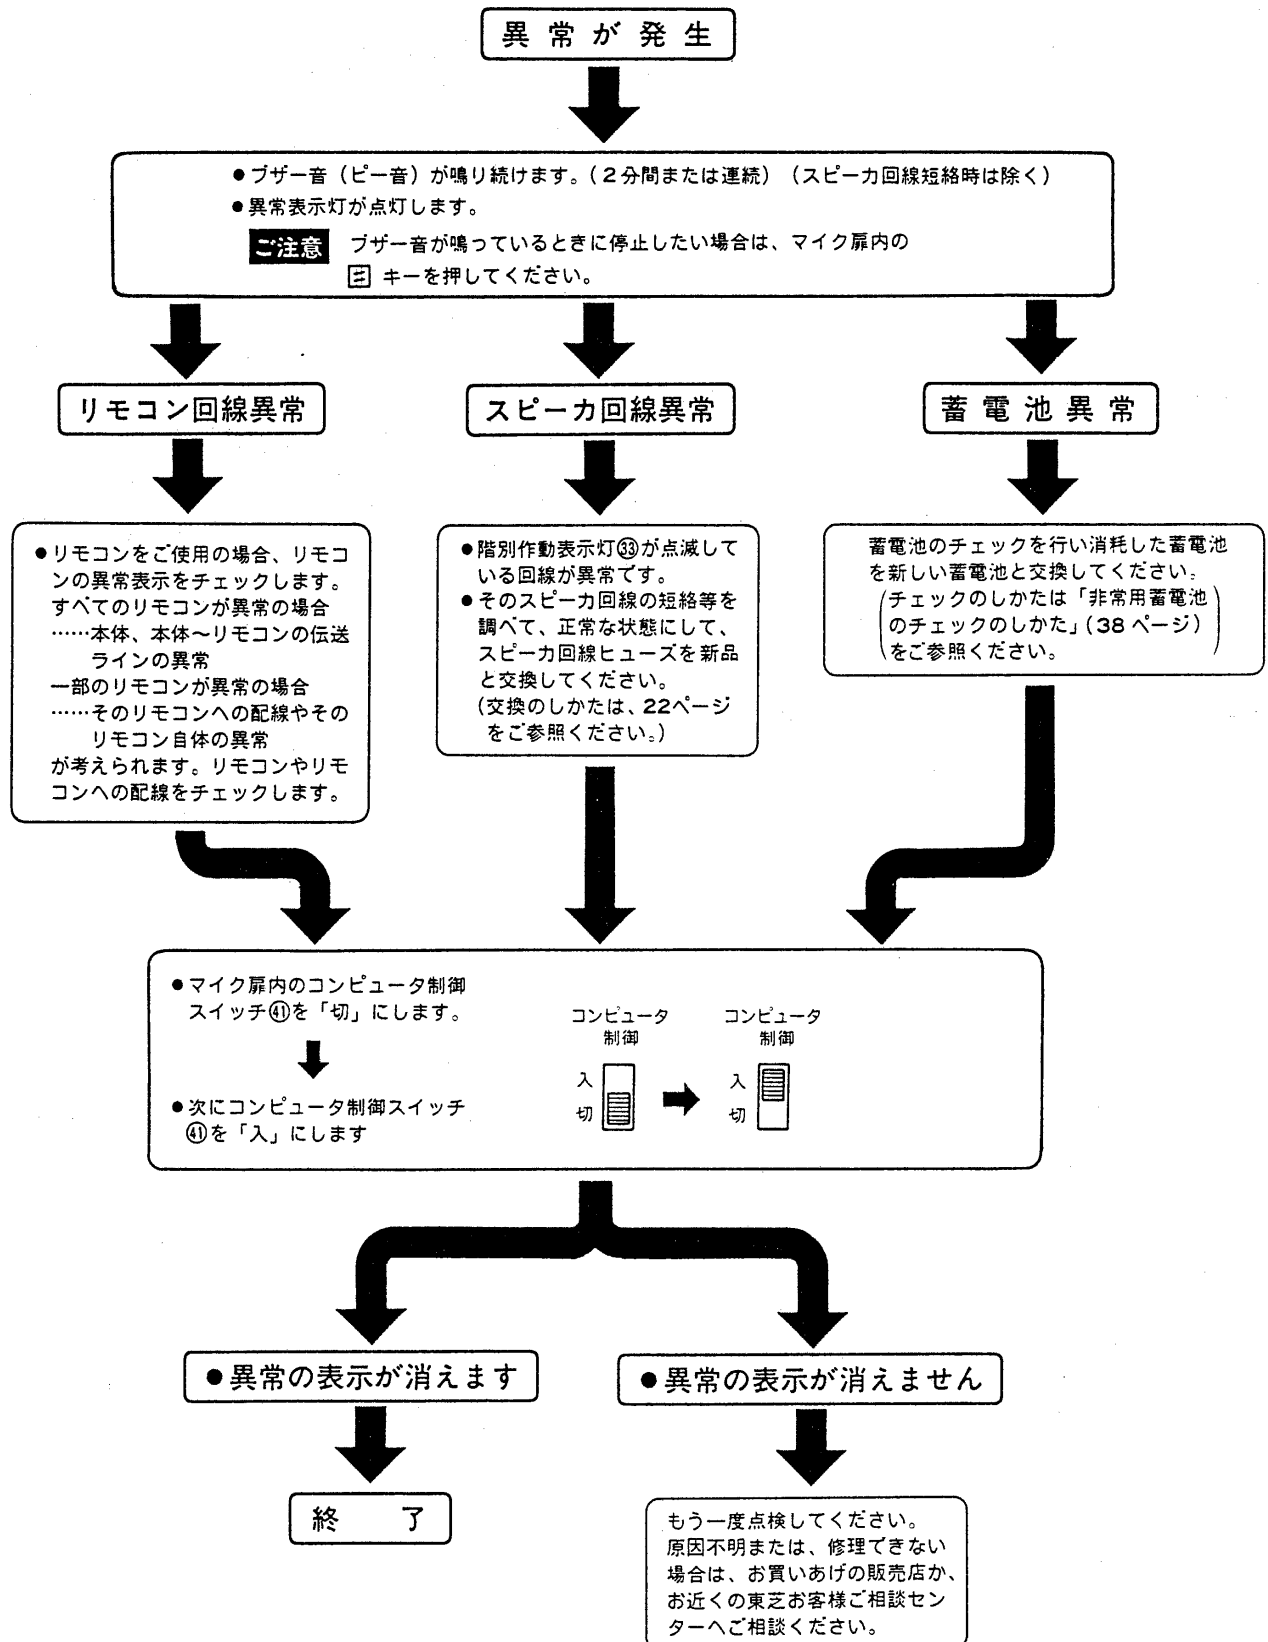 異常が発生
●ブザー音（ピー音）が鳴り続けます。（2分間または連続）（スピーカ回線短絡時は除く）
●異常表示灯が点灯します。
ご注意 ブザー音が鳴っているときに停止したい場合は、マイク扉内の
キーを押してください。
リモコン回線異常
●リモコンをご使用の場合、リモコ
ンの異常表示をチェックします。
すべてのリモコンが異常の場合
……本体、本体〜リモコンの伝送
ラインの異常
一部のリモコンが異常の場合
……そのリモコンへの配線やその
リモコン自体の異常
が考えられます。リモコンやリモ
コンへの配線をチェックします。
スピーカ回線異常
●階別作動表示灯㉝が点滅して
いる回線が異常です。
●そのスピーカ回線の短絡等を
調べて、正常な状態にして、
スピーカ回線ヒューズを新品
と交換してください。
(交換のしかたは、22ページ
をご参照ください。)
蓄電池異常
蓄電池のチェックを行い消耗した蓄電池
を新しい蓄電池と交換してください。
(チェックのしかたは「非常用蓄電池
のチェックのしかた」(38ページ)
をご参照ください。)
●マイク扉内のコンピュータ制御
スイッチ㊶を「切」にします。
●次にコンピュータ制御スイッチ
㊶を「入」にします
コンピュータ
制御
入
切
コンピュータ
制御
入
切
●異常の表示が消えます
終了
●異常の表示が消えません
もう一度点検してください。
原因不明または、修理できない
場合は、お買いあげの販売店か、
お近くの東芝お客様ご相談セン
ターへご相談ください。